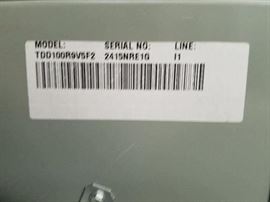 MODEL: SERIAL NO: LINE:
TDD100R9V5F2 2415NRE1G I1